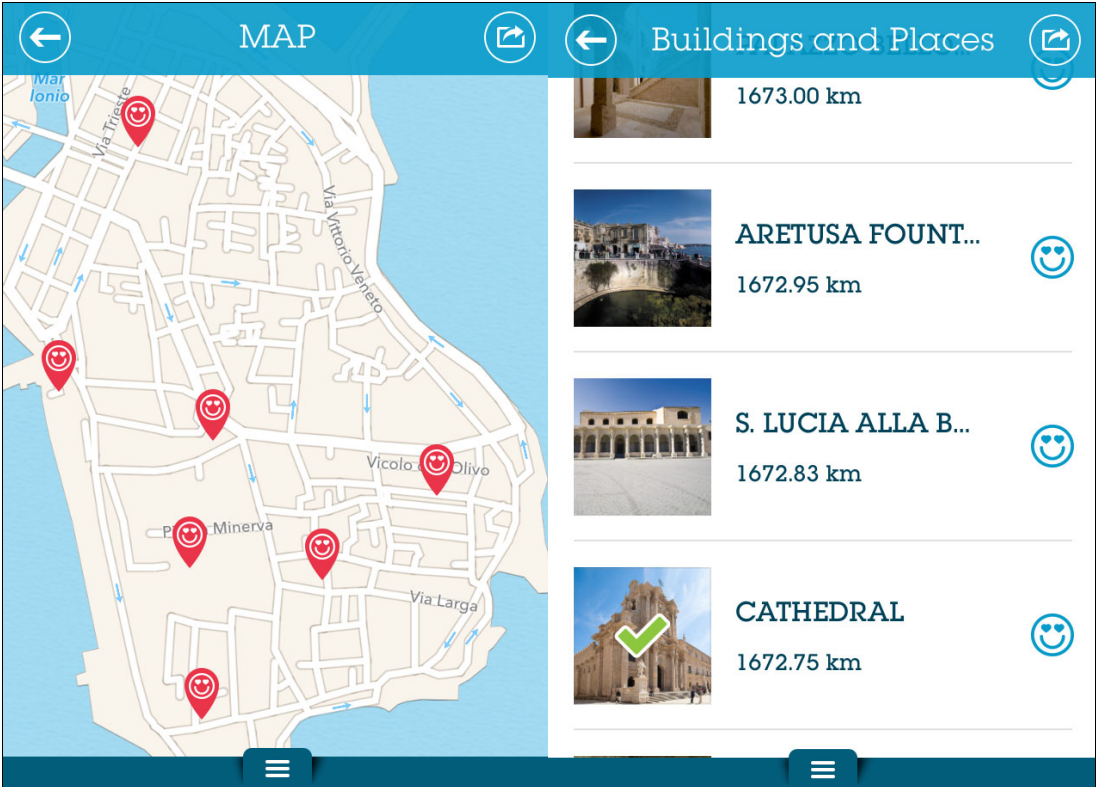 MAP
Mar
Ionio
Via Trieste
Via Vittorio Veneto
Vicolo Olivo
Minerva
Via Larga
Buildings and Places
1673.00 km
ARETUSA FOUNT...
1672.95 km
S. LUCIA ALLA B...
1672.83 km
CATHEDRAL
1672.75 km